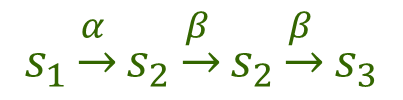 α β β
s₁ → s₂ → s₂ → s₃